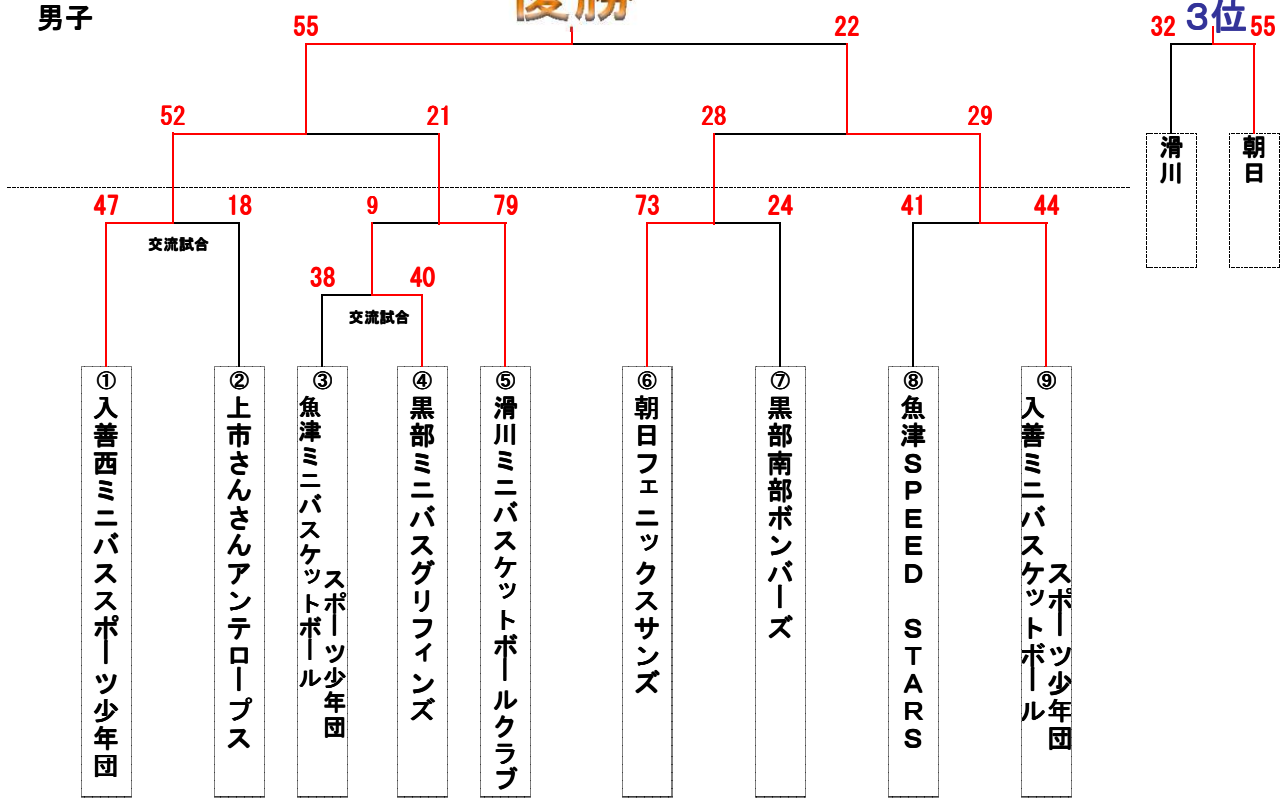 男子
優勝
3位
55
22
32
55
52
21
28
29
滑川
朝日
47
18
9
79
73
24
41
44
交流試合
38
40
交流試合
①入善西ミニバススポーツ少年団
②上市さんさんアンテロープス
③魚津ミニバスケットボール
スポーツ少年団
④黒部ミニバスグリフィンズ
⑤滑川ミニバスケットボールクラブ
⑥朝日フェニックスサンズ
⑦黒部南部ボンバーズ
⑧魚津SPEED STARS
⑨入善ミニバスケットボール
スポーツ少年団